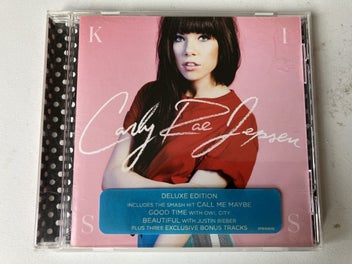 K I
Carly Rae Jepsen
S S
DELUXE EDITION
INCLUDES THE SMASH HIT CALL ME MAYBE
GOOD TIME WITH OWL CITY
BEAUTIFUL WITH JUSTIN BIEBER
PLUS THREE EXCLUSIVE BONUS TRACKS